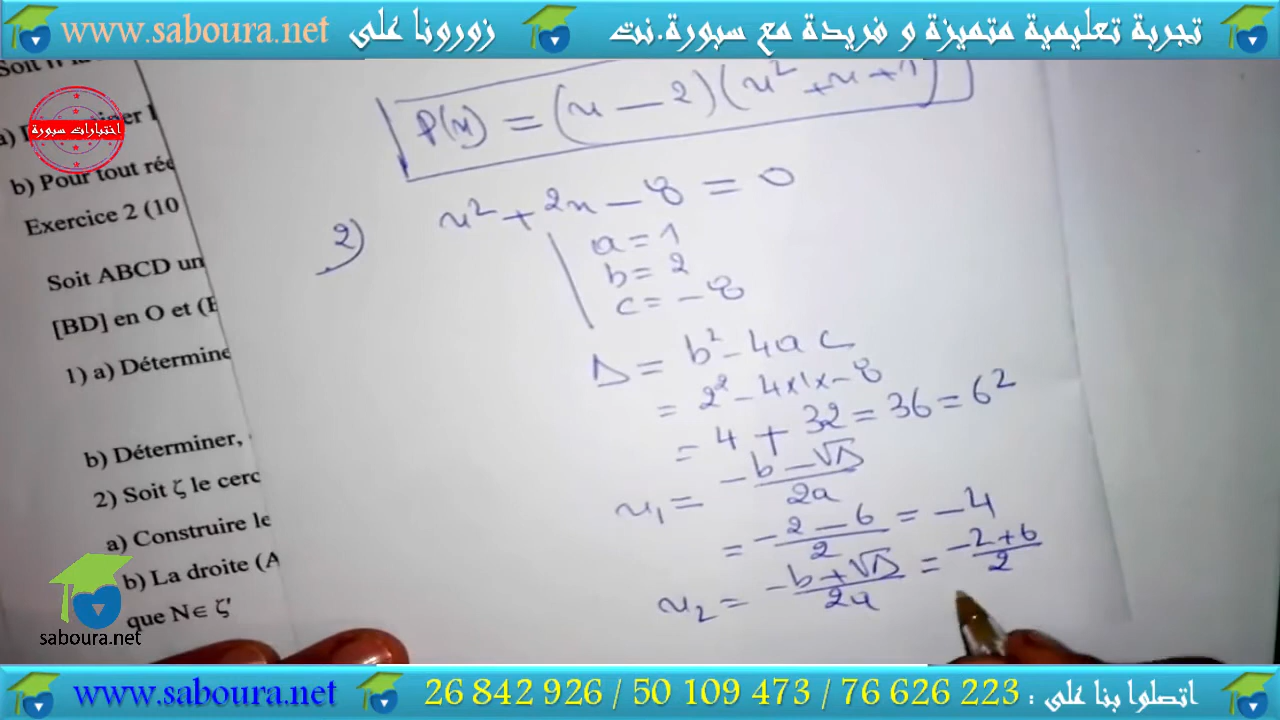 www.saboura.net زورونا على تجربة تعليمية متميزة و فريدة مع سبورة.نت
اختبارات سبورة
b) Pour tout rée
Exercice 2 (10
Soit ABCD un
[BD] en O et (E
1) a) Détermine
b) Déterminer,
2) Soit ζ le cerc
a) Construire le
b) La droite (A
que N∈ ζ'
P(x) = (x - 2)(x² + x + 1)
2) x² + 2x - 8 = 0
a = 1
b = 2
c = -8
Δ = b² - 4ac
= 2² - 4x1x-8
= 4 + 32 = 36 = 6²
x₁ = (-b - √Δ)/2a
= (-2 - 6)/2 = -4
x₂ = (-b + √Δ)/2a = (-2 + 6)/2
saboura.net
www.saboura.net اتصلوا بنا على : 26 842 926 / 50 109 473 / 76 626 223